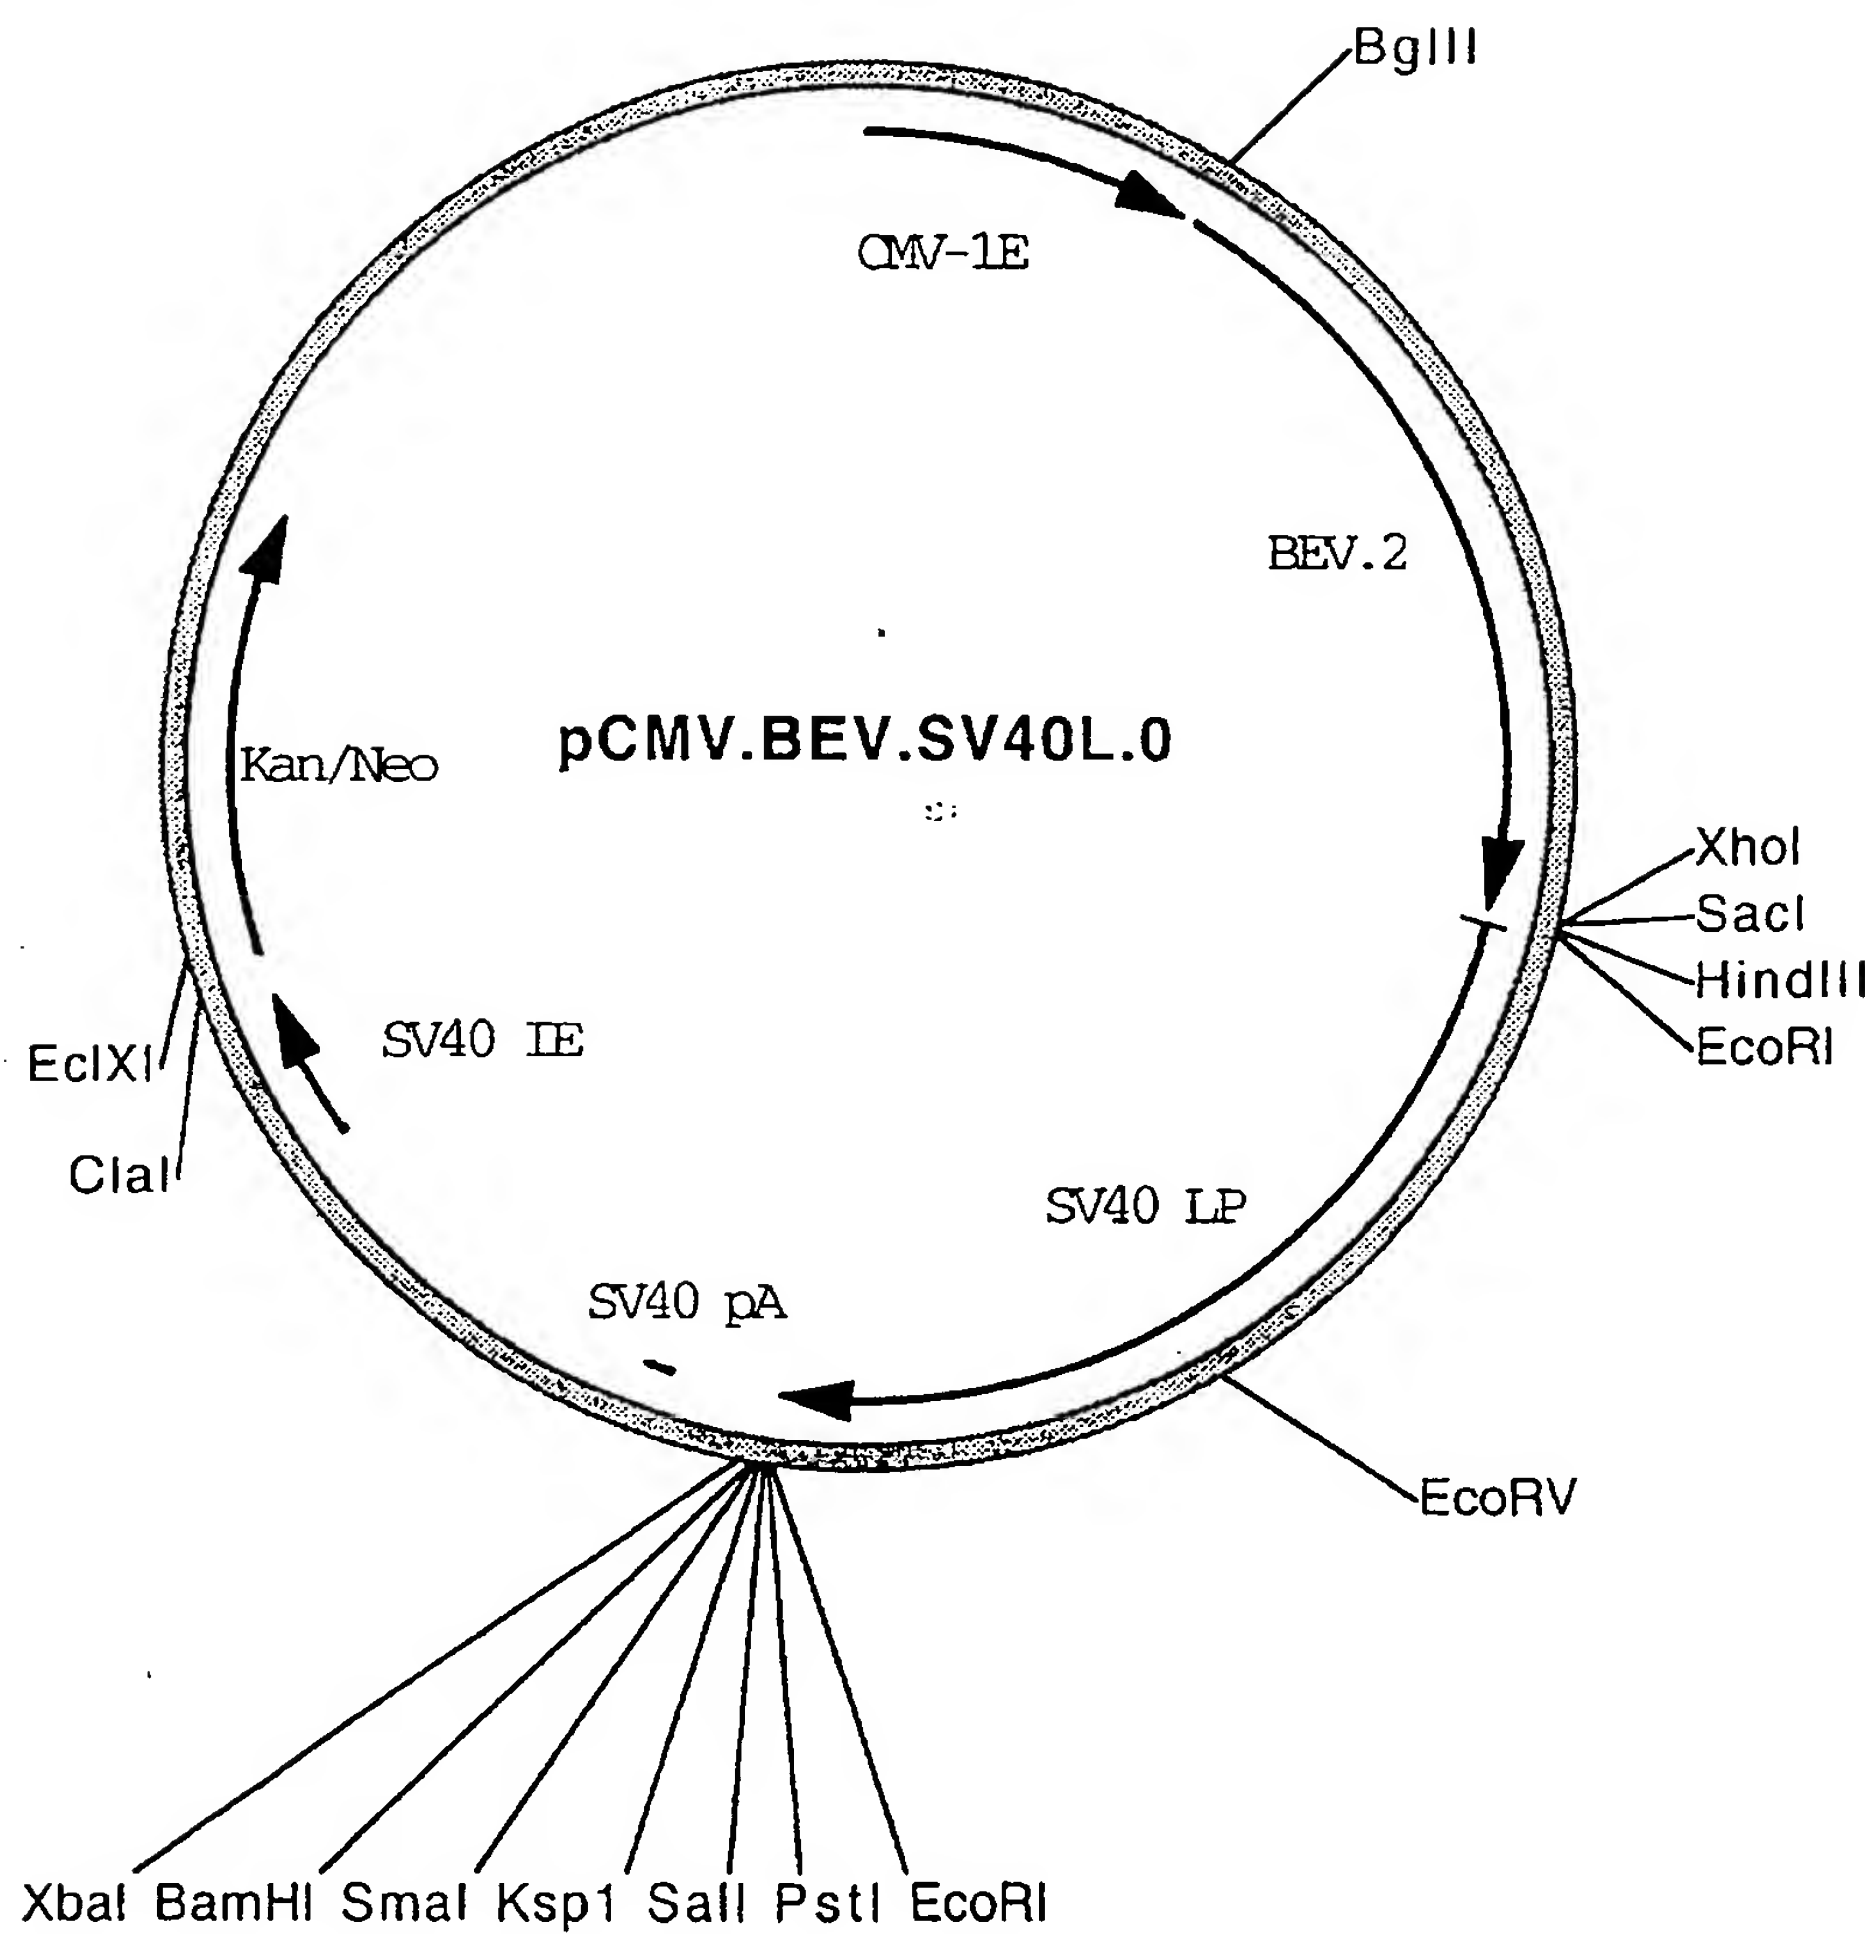 BglII
CMV-1E
BEV.2
Kan/Neo
pCMV.BEV.SV40L.0
XhoI
SacI
HindIII
EcoRI
SV40 IE
EclXI
ClaI
SV40 LP
SV40 pA
EcoRV
XbaI BamHI SmaI Ksp1 SalI PstI EcoRI